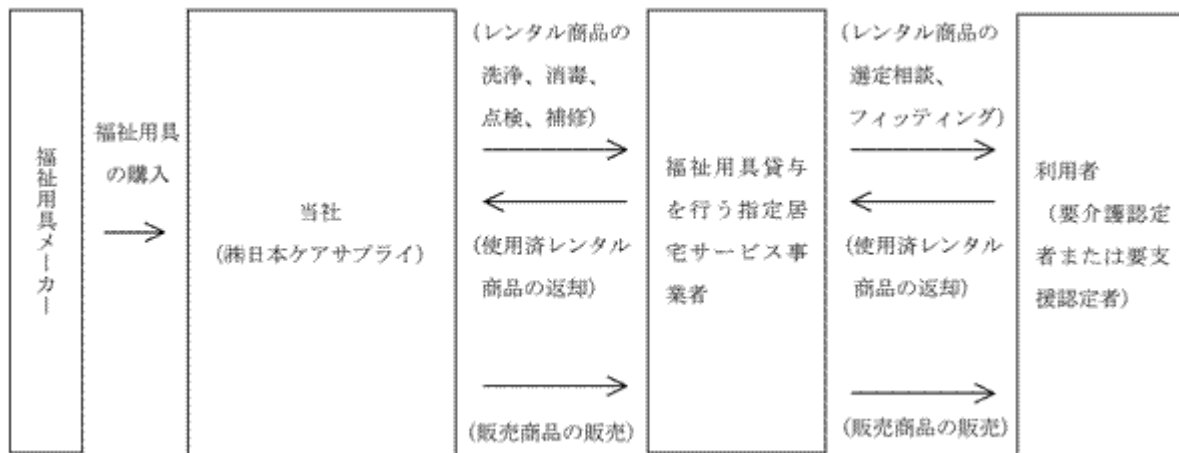 福祉用具メーカー
福祉用具
の購入
当社
(㈱日本ケアサプライ)
(レンタル商品の
洗浄、消毒、
点検、補修)
(使用済レンタル
商品の返却)
(販売商品の販売)
福祉用具貸与
を行う指定居
宅サービス事
業者
(レンタル商品の
選定相談、
フィッティング)
(使用済レンタル
商品の返却)
(販売商品の販売)
利用者
(要介護認定
者または要支
援認定者)